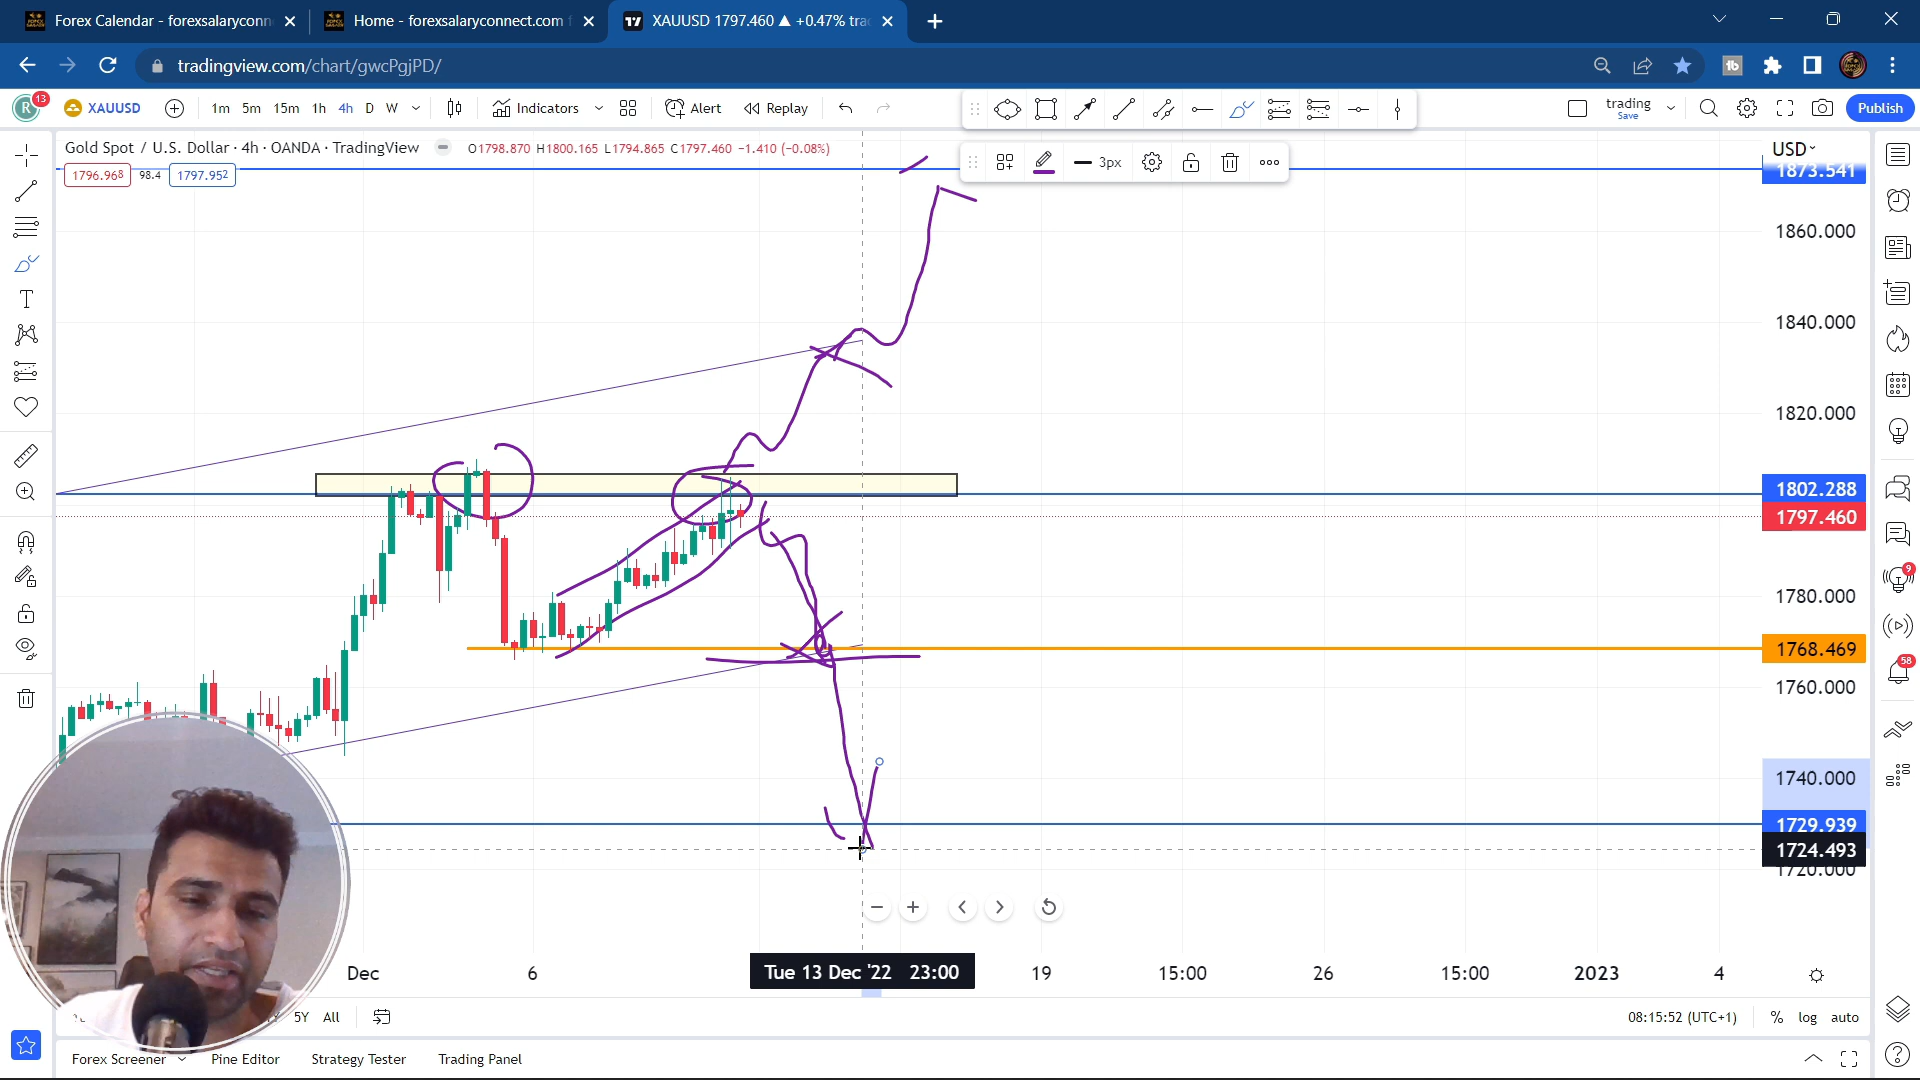 Forex Calendar - forexsalaryconn
Home - forexsalaryconnect.com f
XAUUSD 1797.460 ▲ +0.47% tra
tradingview.com/chart/gwcPgjPD/
R 13 XAUUSD 1m 5m 15m 1h 4h D W Indicators Alert Replay trading Save Publish
Gold Spot / U.S. Dollar · 4h · OANDA · TradingView O1798.870 H1800.165 L1794.865 C1797.460 −1.410 (−0.08%)
3px
USD
1796.968 98.4 1797.952
1873.541
1860.000
1840.000
1820.000
1802.288
1797.460
1780.000
1768.469
1760.000
1740.000
1729.939
1724.493
1720.000
9
58
Dec 6 Tue 13 Dec '22 23:00 19 15:00 26 15:00 2023 4
5Y All 08:15:52 (UTC+1) % log auto
Forex Screener Pine Editor Strategy Tester Trading Panel